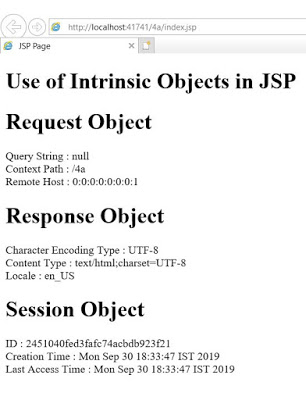 http://localhost:41741/4a/index.jsp
JSP Page
Use of Intrinsic Objects in JSP
Request Object
Query String : null
Context Path : /4a
Remote Host : 0:0:0:0:0:0:0:1
Response Object
Character Encoding Type : UTF-8
Content Type : text/html;charset=UTF-8
Locale : en_US
Session Object
ID : 2451040fed3fafc74acbdb923f21
Creation Time : Mon Sep 30 18:33:47 IST 2019
Last Access Time : Mon Sep 30 18:33:47 IST 2019